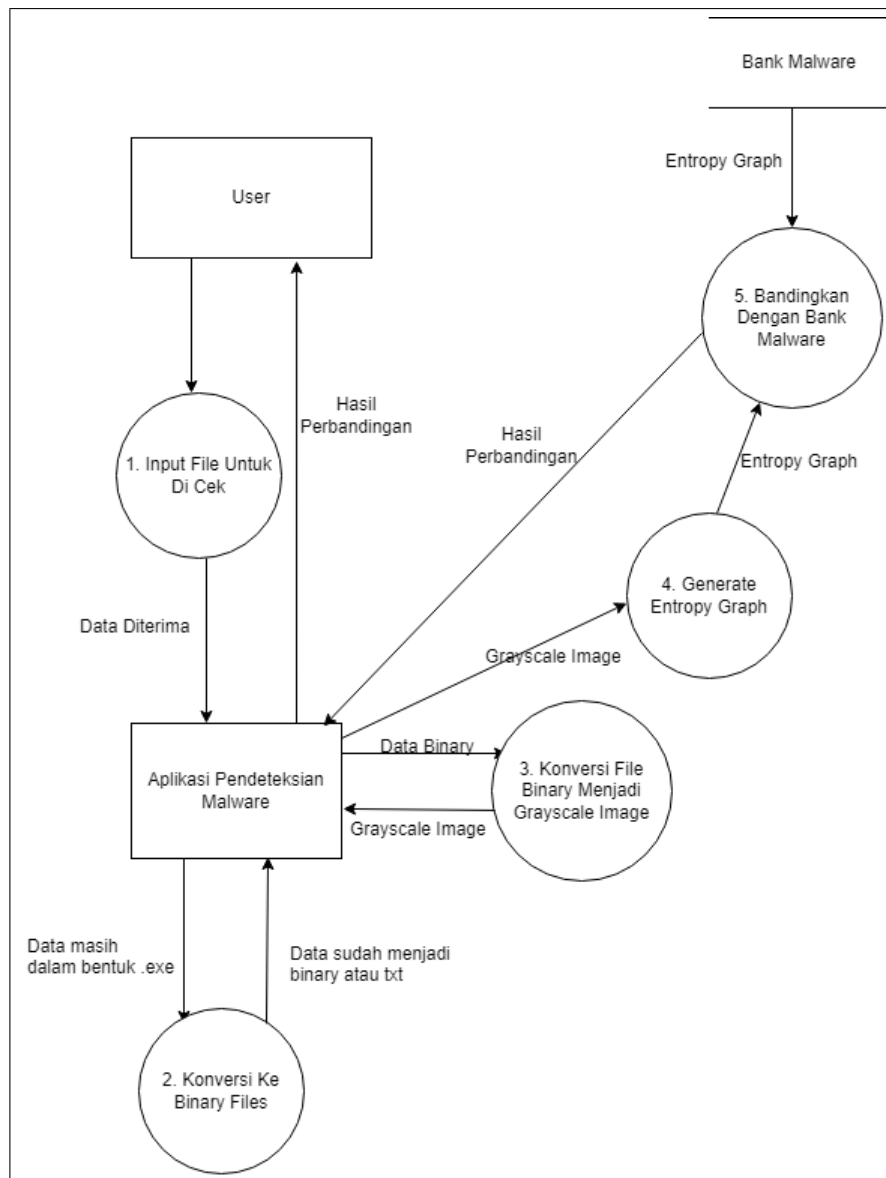 Bank Malware
Entropy Graph
User
5. Bandingkan
Dengan Bank
Malware
Hasil
Perbandingan
Hasil
Perbandingan
1. Input File Untuk
Di Cek
Entropy Graph
4. Generate
Entropy Graph
Data Diterima
Grayscale Image
Data Binary
Aplikasi Pendeteksian
Malware
3. Konversi File
Binary Menjadi
Grayscale Image
Grayscale Image
Data masih
dalam bentuk .exe
Data sudah menjadi
binary atau txt
2. Konversi Ke
Binary Files